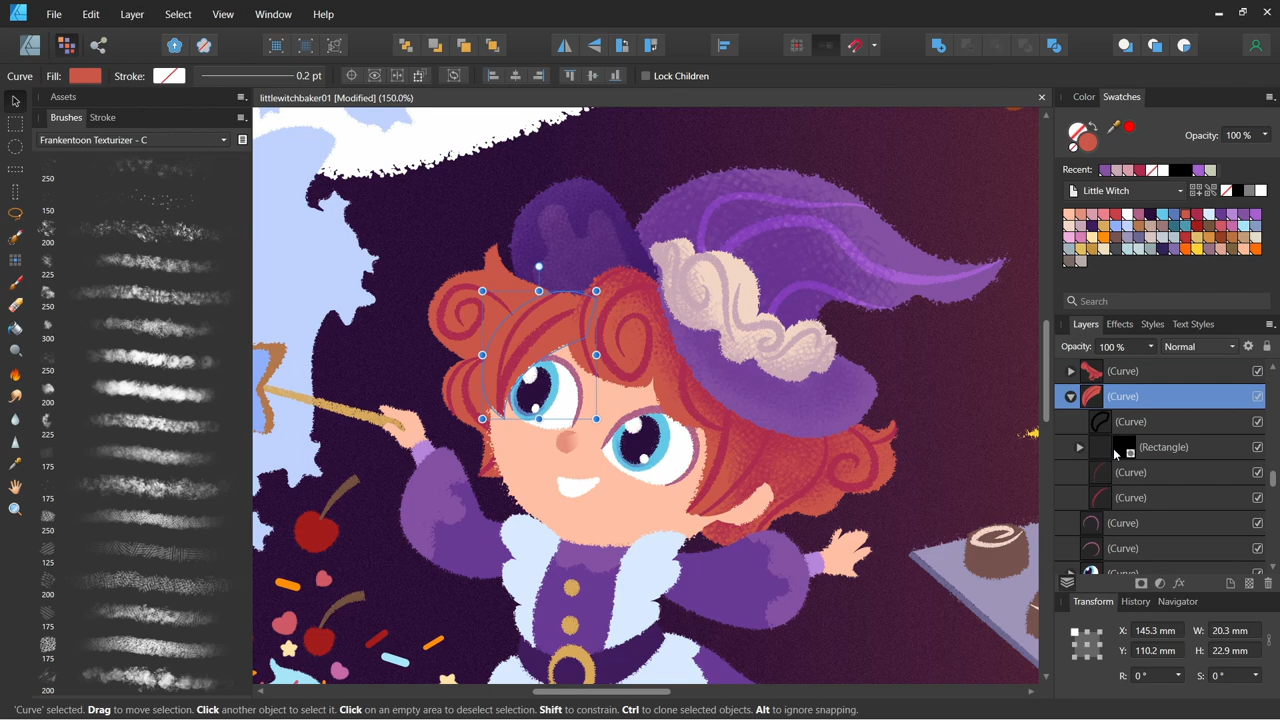 File Edit Layer Select View Window Help
Curve Fill: Stroke: 0.2 pt Lock Children
Assets
Brushes Stroke
Frankentoon Texturizer - C
250
150
200
225
300
200
200
175
175
250
125
200
175
175
200
littlewitchbaker01 [Modified] (150.0%)
Color Swatches
Opacity: 100 %
Recent:
Little Witch
Search
Layers Effects Styles Text Styles
Opacity: 100 % Normal
(Curve)
(Curve)
(Curve)
(Rectangle)
(Curve)
(Curve)
(Curve)
(Curve)
(Curve)
Transform History Navigator
X: 145.3 mm W: 20.3 mm
Y: 110.2 mm H: 22.9 mm
R: 0 ° S: 0 °
'Curve' selected. Drag to move selection. Click another object to select it. Click on an empty area to deselect selection. Shift to constrain. Ctrl to clone selected objects. Alt to ignore snapping.